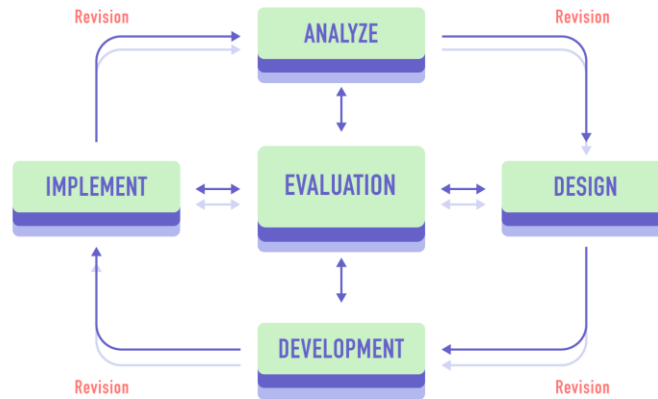 Revision
Revision
ANALYZE
IMPLEMENT
EVALUATION
DESIGN
DEVELOPMENT
Revision
Revision